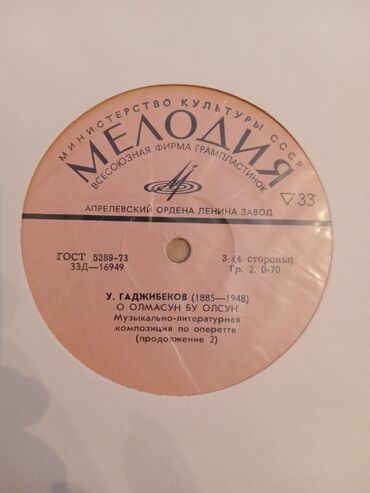 МИНИСТЕРСТВО КУЛЬТУРЫ СССР
МЕЛОДИЯ
ВСЕСОЮЗНАЯ ФИРМА ГРАМПЛАСТИНОК
▽33
АПРЕЛЕВСКИЙ ОРДЕНА ЛЕНИНА ЗАВОД
ГОСТ 5289-73
33Д—16949
3 (4 стороны)
Гр. 2. 0-70
У. ГАДЖИБЕКОВ (1885—1948)
О ОЛМАСУН БУ ОЛСУН
Музыкально-литературная
композиция по оперетте
(продолжение 2)